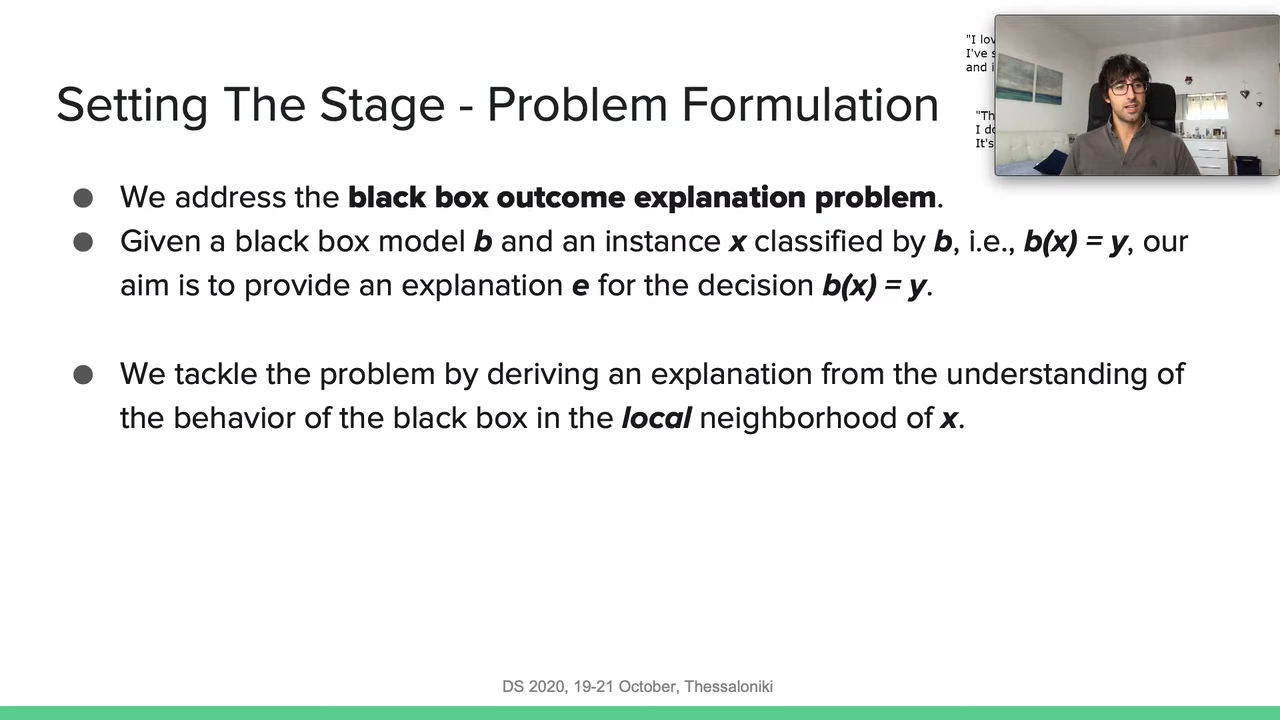 "I
I've
and
Setting The Stage - Problem Formulation
I
It's
We address the black box outcome explanation problem.
Given a black box model b and an instance x classified by b, i.e., b(x) = y, our
aim is to provide an explanation e for the decision b(x) = y.
We tackle the problem by deriving an explanation from the understanding of
the behavior of the black box in the local neighborhood of x.
DS 2020, 19-21 October, Thessaloniki